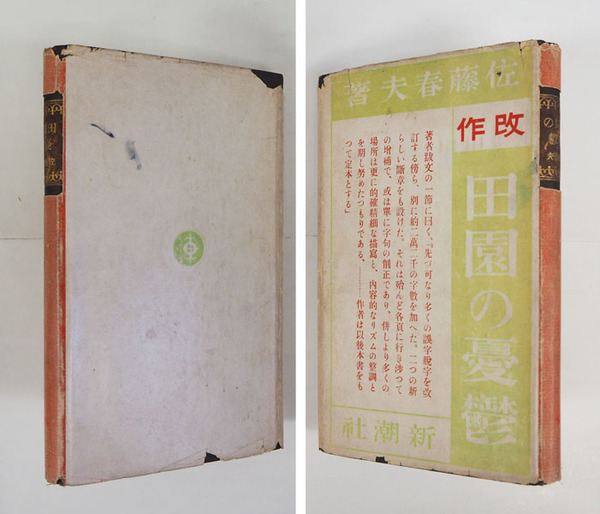 佐藤春夫著
改作
田園の憂鬱
著者跋文の一節に曰く、「先づ可なり多くの誤字脱字を改
訂する傍ら、別に約二萬二千の字數を加へた。二つの新
らしい斷章をも設けた。それは殆んど各頁に行き渉つて
の増補で、或は單に字句の削正であり、併しより多くの
場所は更に的確精細な描寫と、内容的なリズムの整調と
を期し努めたつもりである、………作者は以後本書をも
つて定本とする」
新潮社